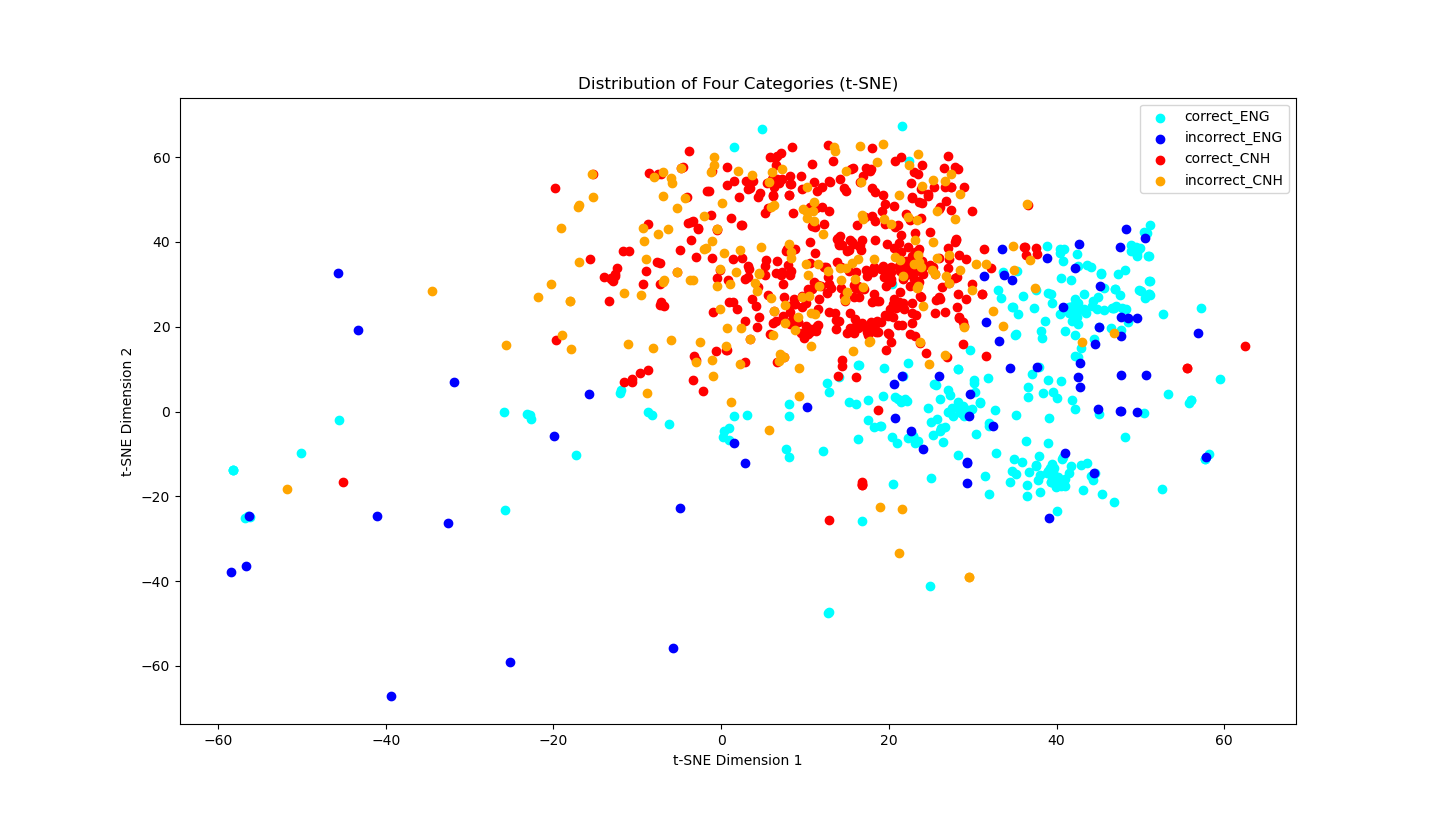 Distribution of Four Categories (t-SNE)
correct_ENG
incorrect_ENG
correct_CNH
incorrect_CNH
60
40
20
0
−20
−40
−60
t-SNE Dimension 2
−60
−40
−20
0
20
40
60
t-SNE Dimension 1